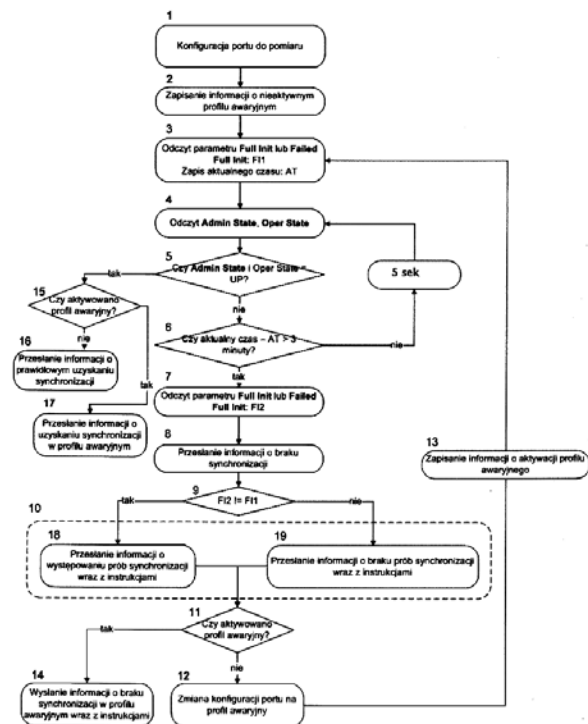 1
Konfiguracja portu do pomiaru
2
Zapisanie informacji o nieaktywnym
profilu awaryjnym
3
Odczyt parametru Full Init lub Failed
Full Init: FI1
Zapis aktualnego czasu: AT
4
Odczyt Admin State, Oper State
5 sek
5
Czy Admin State i Oper State =
UP?
tak
nie
15
Czy aktywowano
profil awaryjny?
nie
tak
16
Przesłanie informacji o
prawidłowym uzyskaniu
synchronizacji
17
Przesłanie informacji o
uzyskaniu synchronizacji
w profilu awaryjnym
6
Czy aktualny czas – AT > 3
minuty?
nie
tak
7
Odczyt parametru Full Init lub Failed
Full Init: FI2
8
Przesłanie informacji o braku
synchronizacji
13
Zapisanie informacji o aktywacji profilu
awaryjnego
9
FI2 != FI1
tak
nie
10
18
Przesłanie informacji o
występowaniu prób synchronizacji
wraz z instrukcjami
19
Przesłanie informacji o braku prób synchronizacji
wraz z instrukcjami
11
Czy aktywowano
profil awaryjny?
tak
nie
14
Wysłanie informacji o braku
synchronizacji w profilu
awaryjnym wraz z instrukcjami
12
Zmiana konfiguracji portu na
profil awaryjny